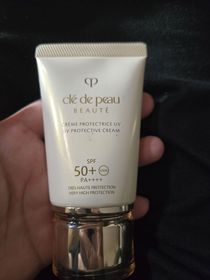 clé de peau
BEAUTÉ
CRÈME PROTECTRICE UV
UV PROTECTIVE CREAM
SPF
50+
PA++++
TRÈS HAUTE PROTECTION
VERY HIGH PROTECTION